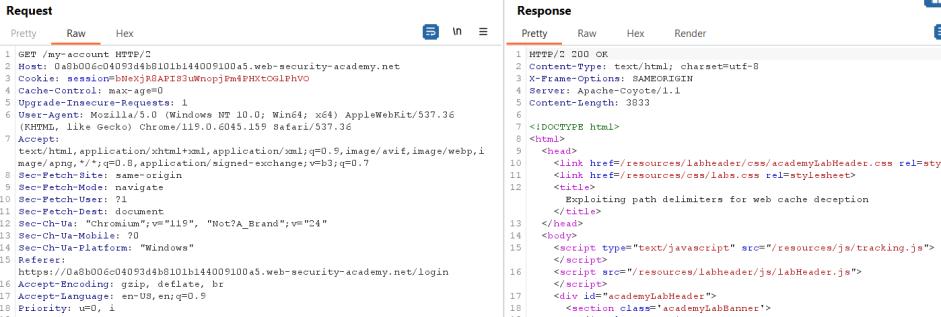 Request
Pretty Raw Hex
\n
1 GET /my-account HTTP/2
2 Host: 0a8b006c04093d4b8101b144009100a5.web-security-academy.net
3 Cookie: session=bNeXjR8APIS3uWnopjPm4PHXtOGlPhVO
4 Cache-Control: max-age=0
5 Upgrade-Insecure-Requests: 1
6 User-Agent: Mozilla/5.0 (Windows NT 10.0; Win64; x64) AppleWebKit/537.36
(KHTML, like Gecko) Chrome/119.0.6045.159 Safari/537.36
7 Accept:
text/html,application/xhtml+xml,application/xml;q=0.9,image/avif,image/webp,i
mage/apng,*/*;q=0.8,application/signed-exchange;v=b3;q=0.7
8 Sec-Fetch-Site: same-origin
9 Sec-Fetch-Mode: navigate
10 Sec-Fetch-User: ?1
11 Sec-Fetch-Dest: document
12 Sec-Ch-Ua: "Chromium";v="119", "Not?A_Brand";v="24"
13 Sec-Ch-Ua-Mobile: ?0
14 Sec-Ch-Ua-Platform: "Windows"
15 Referer:
https://0a8b006c04093d4b8101b144009100a5.web-security-academy.net/login
16 Accept-Encoding: gzip, deflate, br
17 Accept-Language: en-US,en;q=0.9
18 Priority: u=0, i
Response
Pretty Raw Hex Render
1 HTTP/2 200 OK
2 Content-Type: text/html; charset=utf-8
3 X-Frame-Options: SAMEORIGIN
4 Server: Apache-Coyote/1.1
5 Content-Length: 3833
6
7 <!DOCTYPE html>
8 <html>
9 <head>
10 <link href=/resources/labheader/css/academyLabHeader.css rel=sty
11 <link href=/resources/css/labs.css rel=stylesheet>
12 <title>
Exploiting path delimiters for web cache deception
</title>
13 </head>
14 <body>
15 <script type="text/javascript" src="/resources/js/tracking.js">
</script>
16 <script src="/resources/labheader/js/labHeader.js">
</script>
17 <div id="academyLabHeader">
18 <section class='academyLabBanner'>